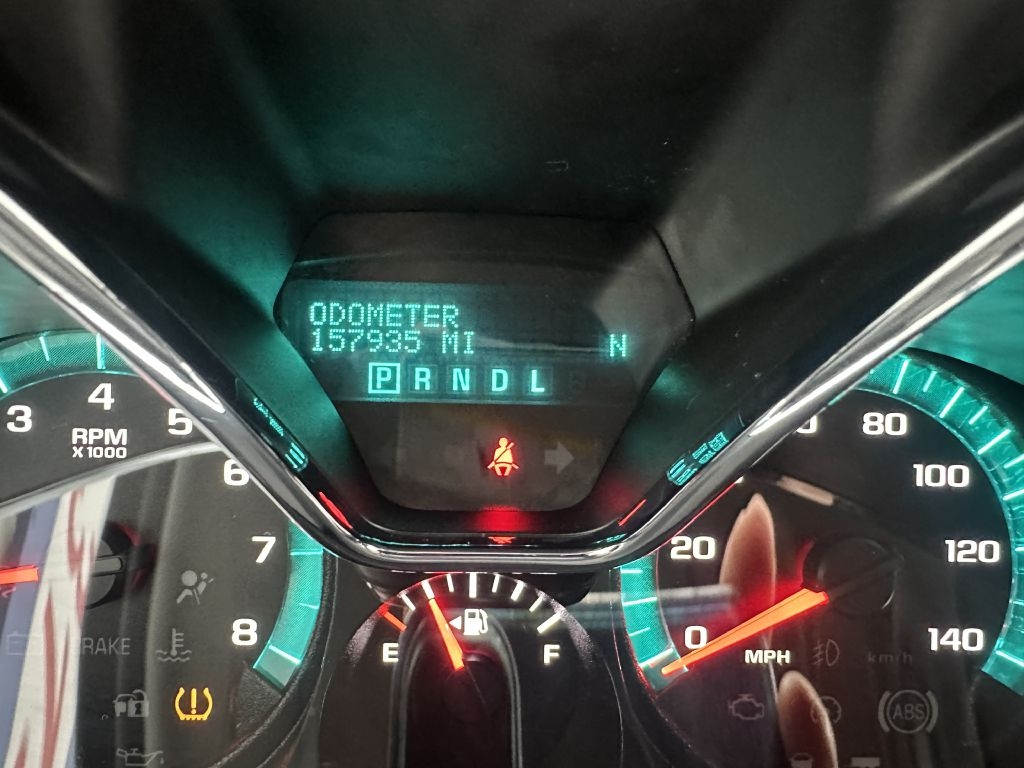 ODOMETER
157935 MI N
P R N D L
3 4 5 6 7 8
RPM
X 1000
BRAKE
E F
0 20 80 100 120 140
MPH
km/h
ABS